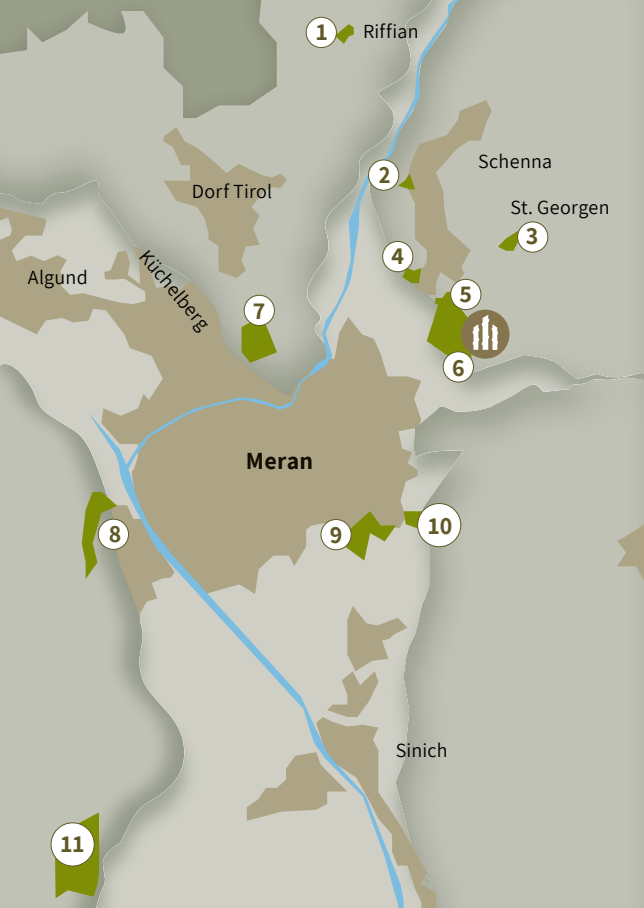 1
Riffian
Schenna
2
Dorf Tirol
St. Georgen
3
4
Algund
Küchelberg
5
7
6
Meran
8
9
10
Sinich
11